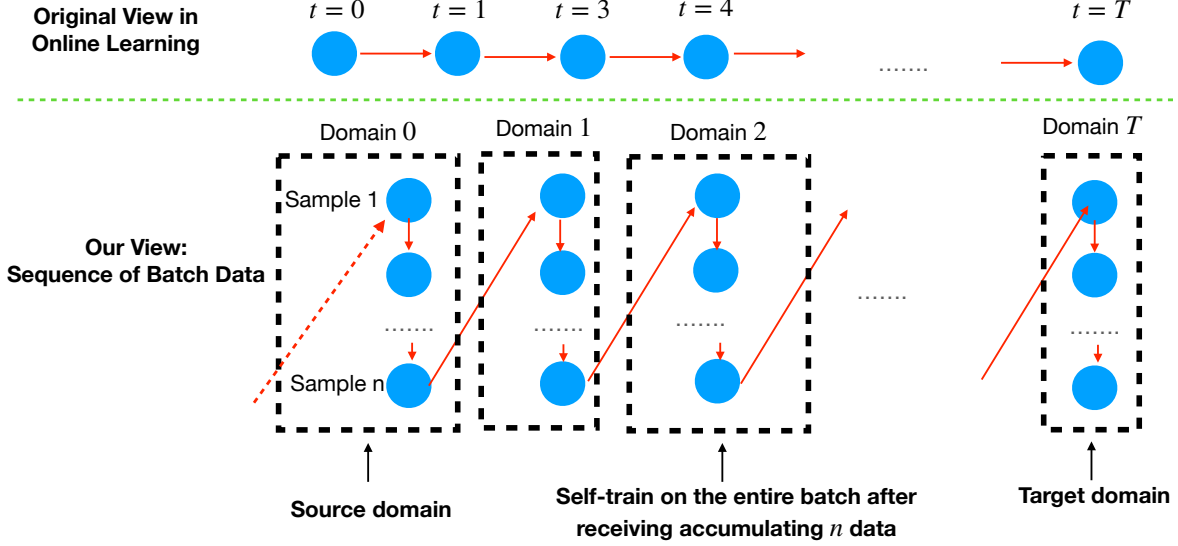 Original View in
Online Learning
t = 0
t = 1
t = 3
t = 4
.......
t = T
Domain 0
Domain 1
Domain 2
Domain T
Sample 1
Our View:
Sequence of Batch Data
.......
.......
.......
.......
.......
Sample n
Source domain
Self-train on the entire batch after
receiving accumulating n data
Target domain